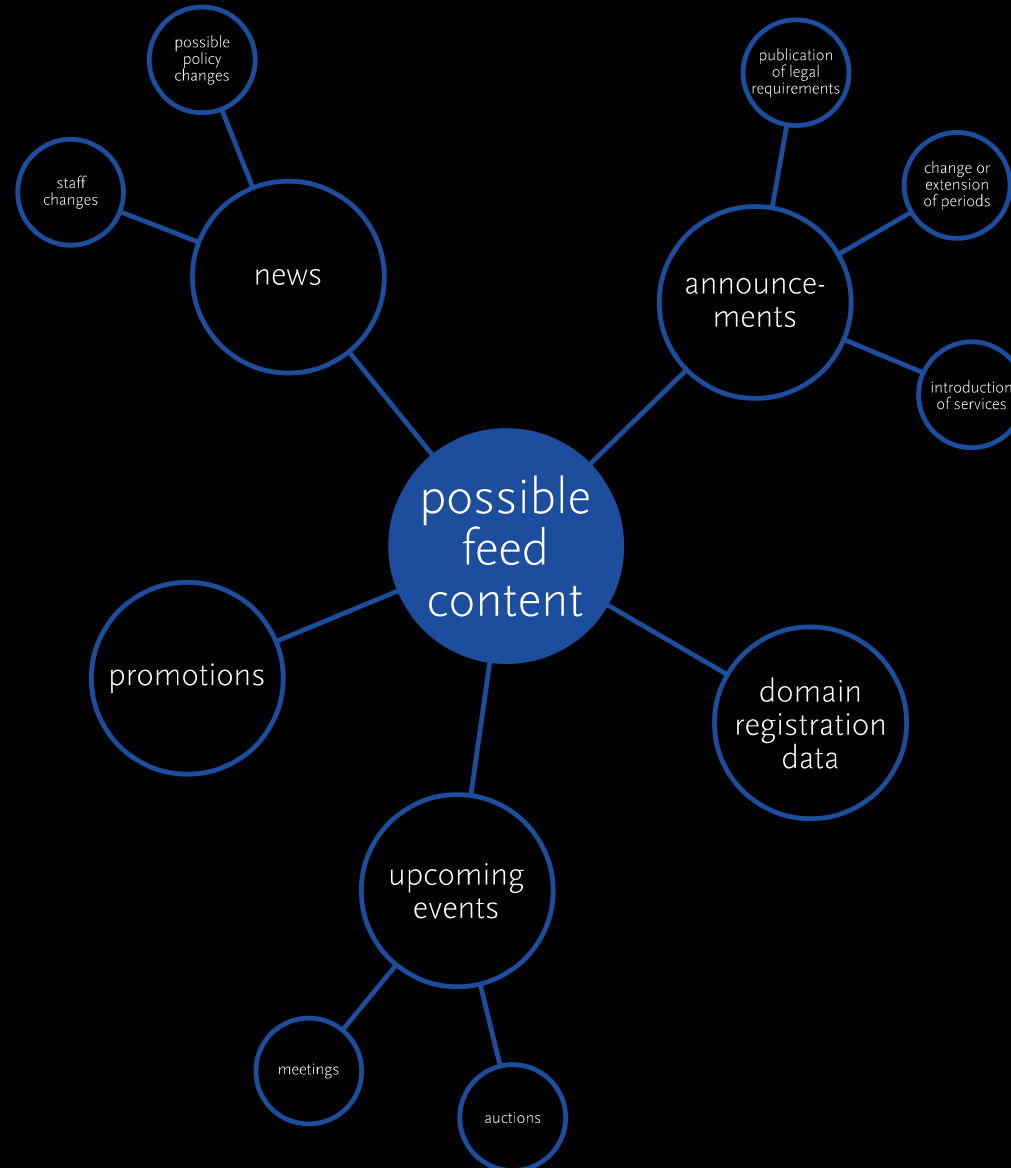 possible
policy
changes
staff
changes
news
publication
of legal
requirements
change or
extension
of periods
announce-
ments
introduction
of services
possible
feed
content
promotions
domain
registration
data
upcoming
events
meetings
auctions